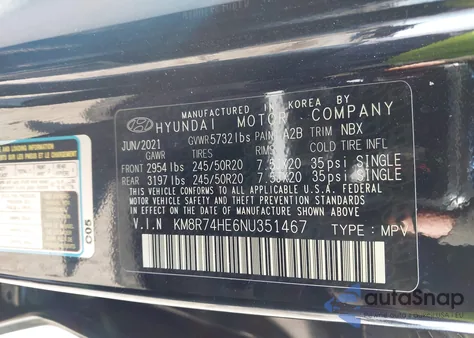 MANUFACTURED IN KOREA BY
HYUNDAI MOTOR COMPANY
JUN/2021 GVWR 5732 lbs PAINT A2B TRIM NBX
GAWR TIRES RIMS COLD TIRE INFL
FRONT 2954 lbs 245/50R20 7.5JX20 35psi SINGLE
REAR 3197 lbs 245/50R20 7.5JX20 35psi SINGLE
THIS VEHICLE CONFORMS TO ALL APPLICABLE U.S.A. FEDERAL
MOTOR VEHICLE SAFETY, BUMPER, AND THEFT
PREVENTION STANDARDS IN EFFECT ON THE DATE OF
MANUFACTURE SHOWN ABOVE.
V.I.N KM8R74HE6NU351467 TYPE : MPV
C05
autoSnap